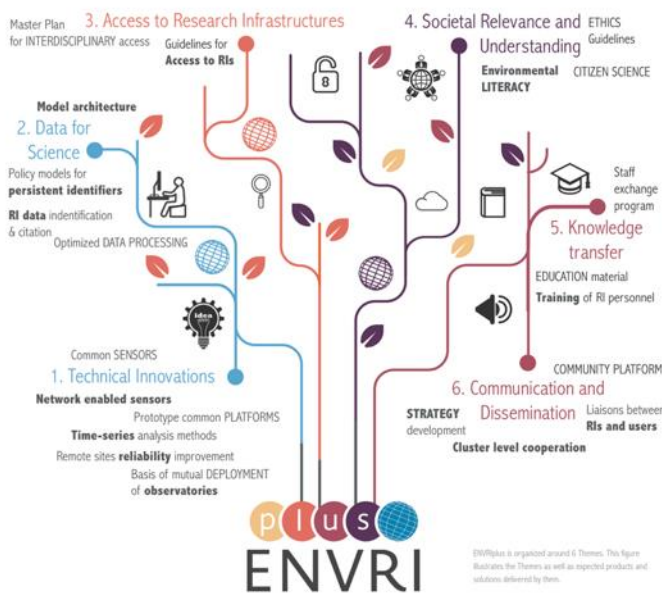 Master Plan
for INTERDISCIPLINARY access
3. Access to Research Infrastructures
Guidelines for
Access to RIs
4. Societal Relevance and
Understanding
ETHICS
Guidelines
Environmental
LITERACY
CITIZEN SCIENCE
8
Model architecture
2. Data for
Science
Policy models for
persistent identifiers
RI data indentification
& citation
Optimized DATA PROCESSING
Staff
exchange
program
5. Knowledge
transfer
EDUCATION material
Training of RI personnel
idea
Common SENSORS
1. Technical Innovations
Network enabled sensors
Prototype common PLATFORMS
Time-series analysis methods
Remote sites reliability improvement
Basis of mutual DEPLOYMENT
of observatories
COMMUNITY PLATFORM
6. Communication and
Dissemination
Liaisons between
RIs and users
STRATEGY
development
Cluster level cooperation
plus
ENVRI
ENVRIplus is organized around 6 Themes. This figure
illustrates the Themes as well as expected products and
solutions delivered by them.